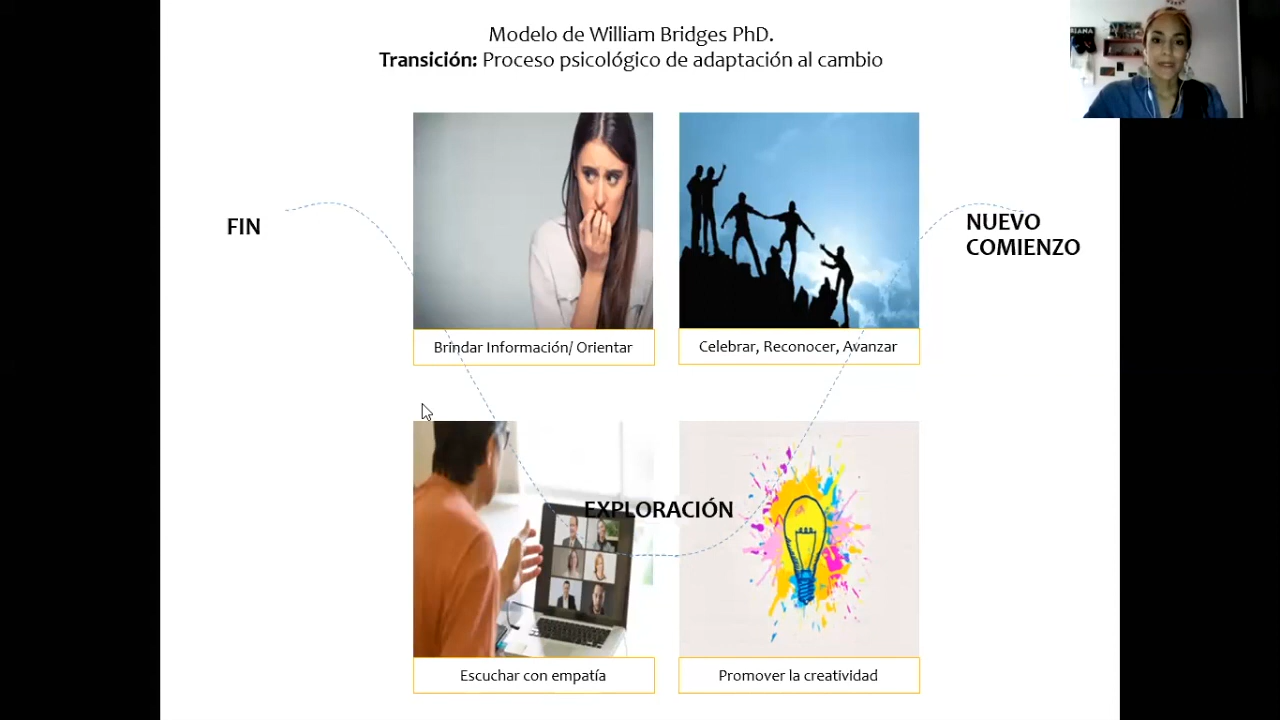 Modelo de William Bridges PhD.
Transición: Proceso psicológico de adaptación al cambio
FIN
NUEVO
COMIENZO
Brindar Información/ Orientar
Celebrar, Reconocer, Avanzar
EXPLORACIÓN
Escuchar con empatía
Promover la creatividad